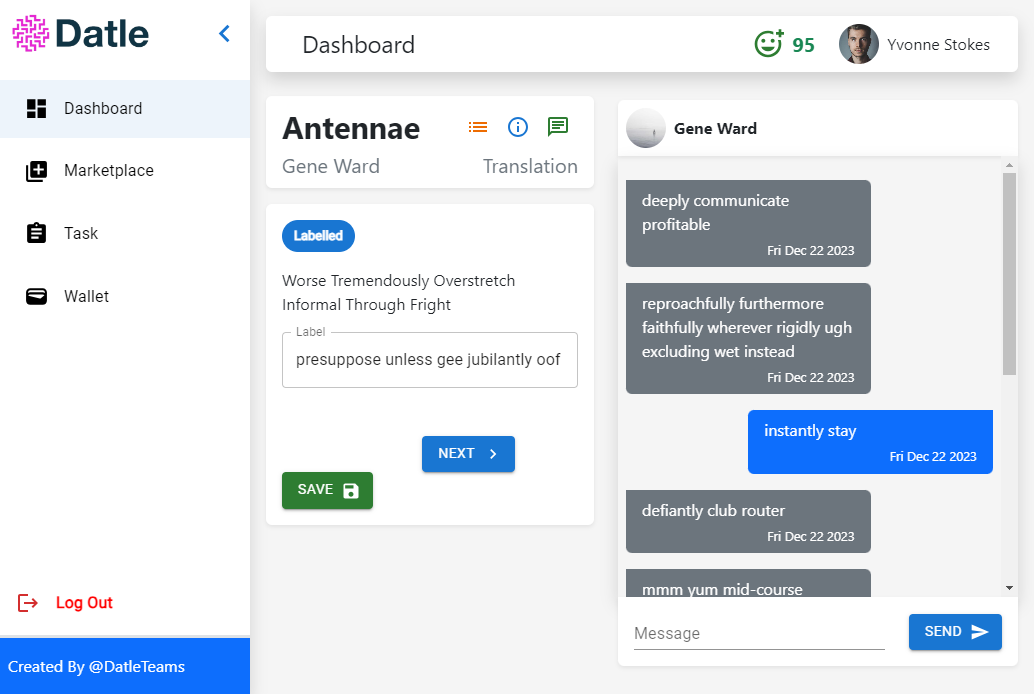 Datle
Dashboard
Marketplace
Task
Wallet
Log Out
Created By @DatleTeams
Dashboard
95
Yvonne Stokes
Antennae
Gene Ward
Translation
Labelled
Worse Tremendously Overstretch
Informal Through Fright
Label
presuppose unless gee jubilantly oof
NEXT
SAVE
Gene Ward
deeply communicate
profitable
Fri Dec 22 2023
reproachfully furthermore
faithfully wherever rigidly ugh
excluding wet instead
Fri Dec 22 2023
instantly stay
Fri Dec 22 2023
defiantly club router
Fri Dec 22 2023
mmm yum mid-course
Message
SEND